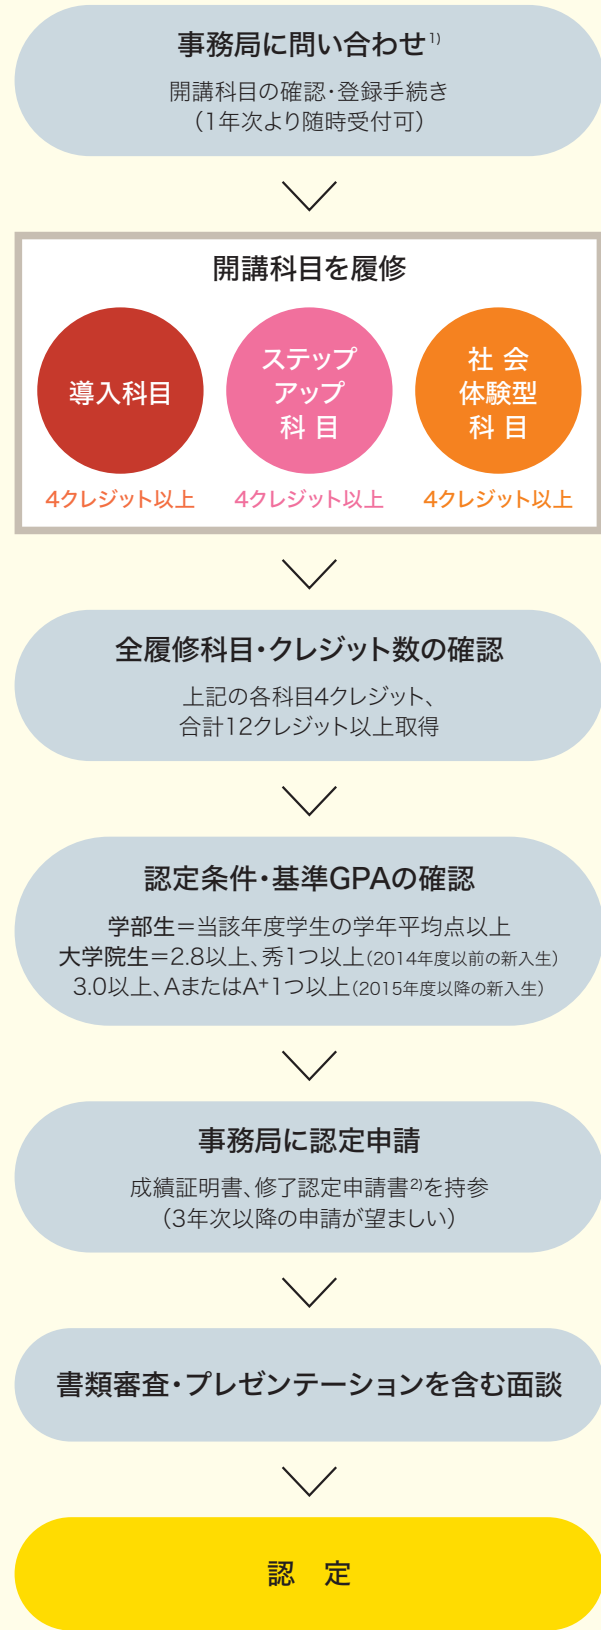 事務局に問い合わせ1)
開講科目の確認・登録手続き
(1年次より随時受付可)
開講科目を履修
導入科目
4クレジット以上
ステップ
アップ
科 目
4クレジット以上
社 会
体験型
科 目
4クレジット以上
全履修科目・クレジット数の確認
上記の各科目4クレジット、
合計12クレジット以上取得
認定条件・基準GPAの確認
学部生=当該年度学生の学年平均点以上
大学院生=2.8以上、秀1つ以上(2014年度以前の新入生)
3.0以上、AまたはA+1つ以上(2015年度以降の新入生)
事務局に認定申請
成績証明書、修了認定申請書2)を持参
(3年次以降の申請が望ましい)
書類審査・プレゼンテーションを含む面談
認 定